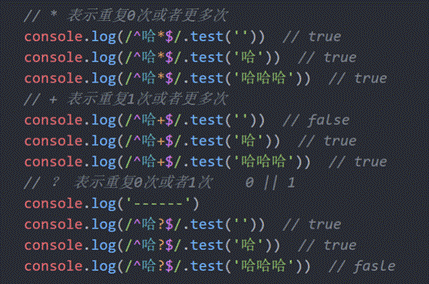 // * 表示重复0次或者更多次
console.log(/^哈*$/.test(''))  // true
console.log(/^哈*$/.test('哈'))  // true
console.log(/^哈*$/.test('哈哈哈'))  // true
// + 表示重复1次或者更多次
console.log(/^哈+$/.test(''))  // false
console.log(/^哈+$/.test('哈'))  // true
console.log(/^哈+$/.test('哈哈哈'))  // true
// ? 表示重复0次或者1次    0 || 1
console.log('------')
console.log(/^哈?$/.test(''))  // true
console.log(/^哈?$/.test('哈'))  // true
console.log(/^哈?$/.test('哈哈哈'))  // fasle